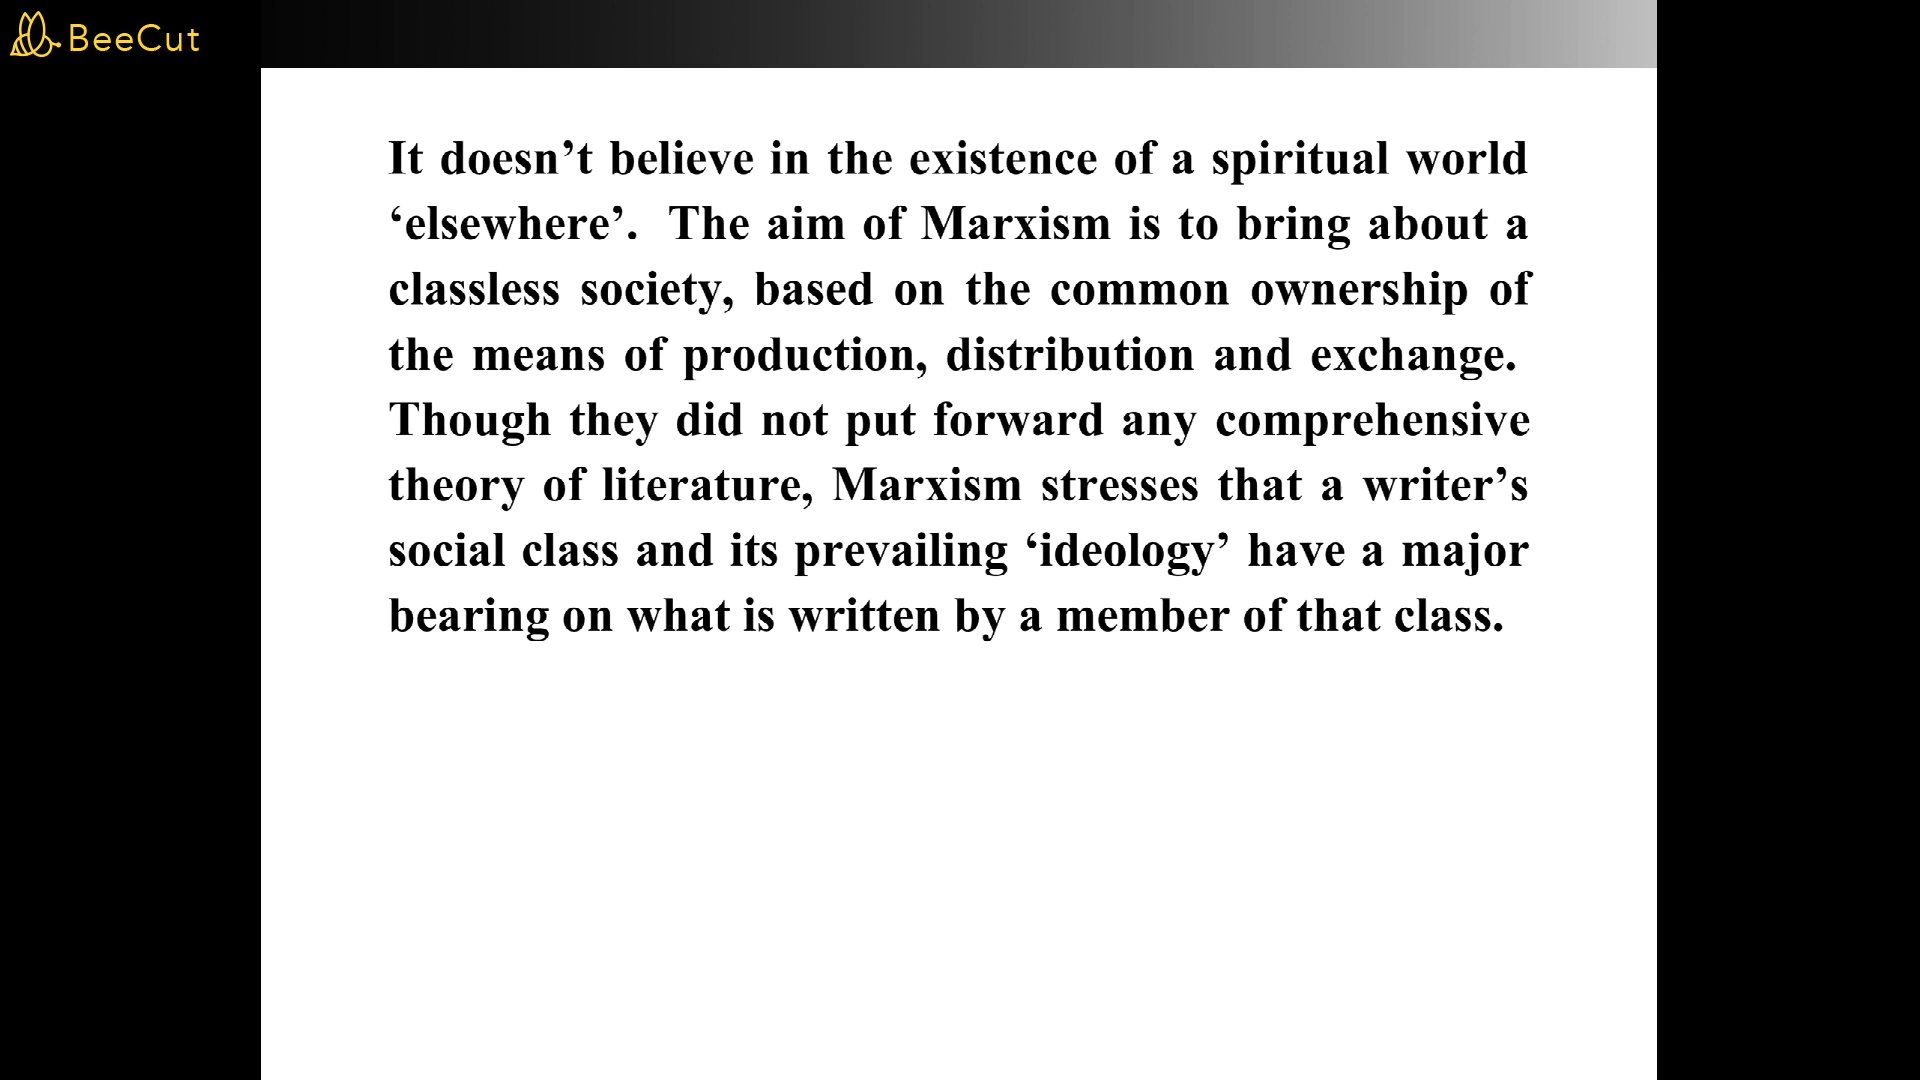 BeeCut
It doesn’t believe in the existence of a spiritual world
‘elsewhere’. The aim of Marxism is to bring about a
classless society, based on the common ownership of
the means of production, distribution and exchange.
Though they did not put forward any comprehensive
theory of literature, Marxism stresses that a writer’s
social class and its prevailing ‘ideology’ have a major
bearing on what is written by a member of that class.